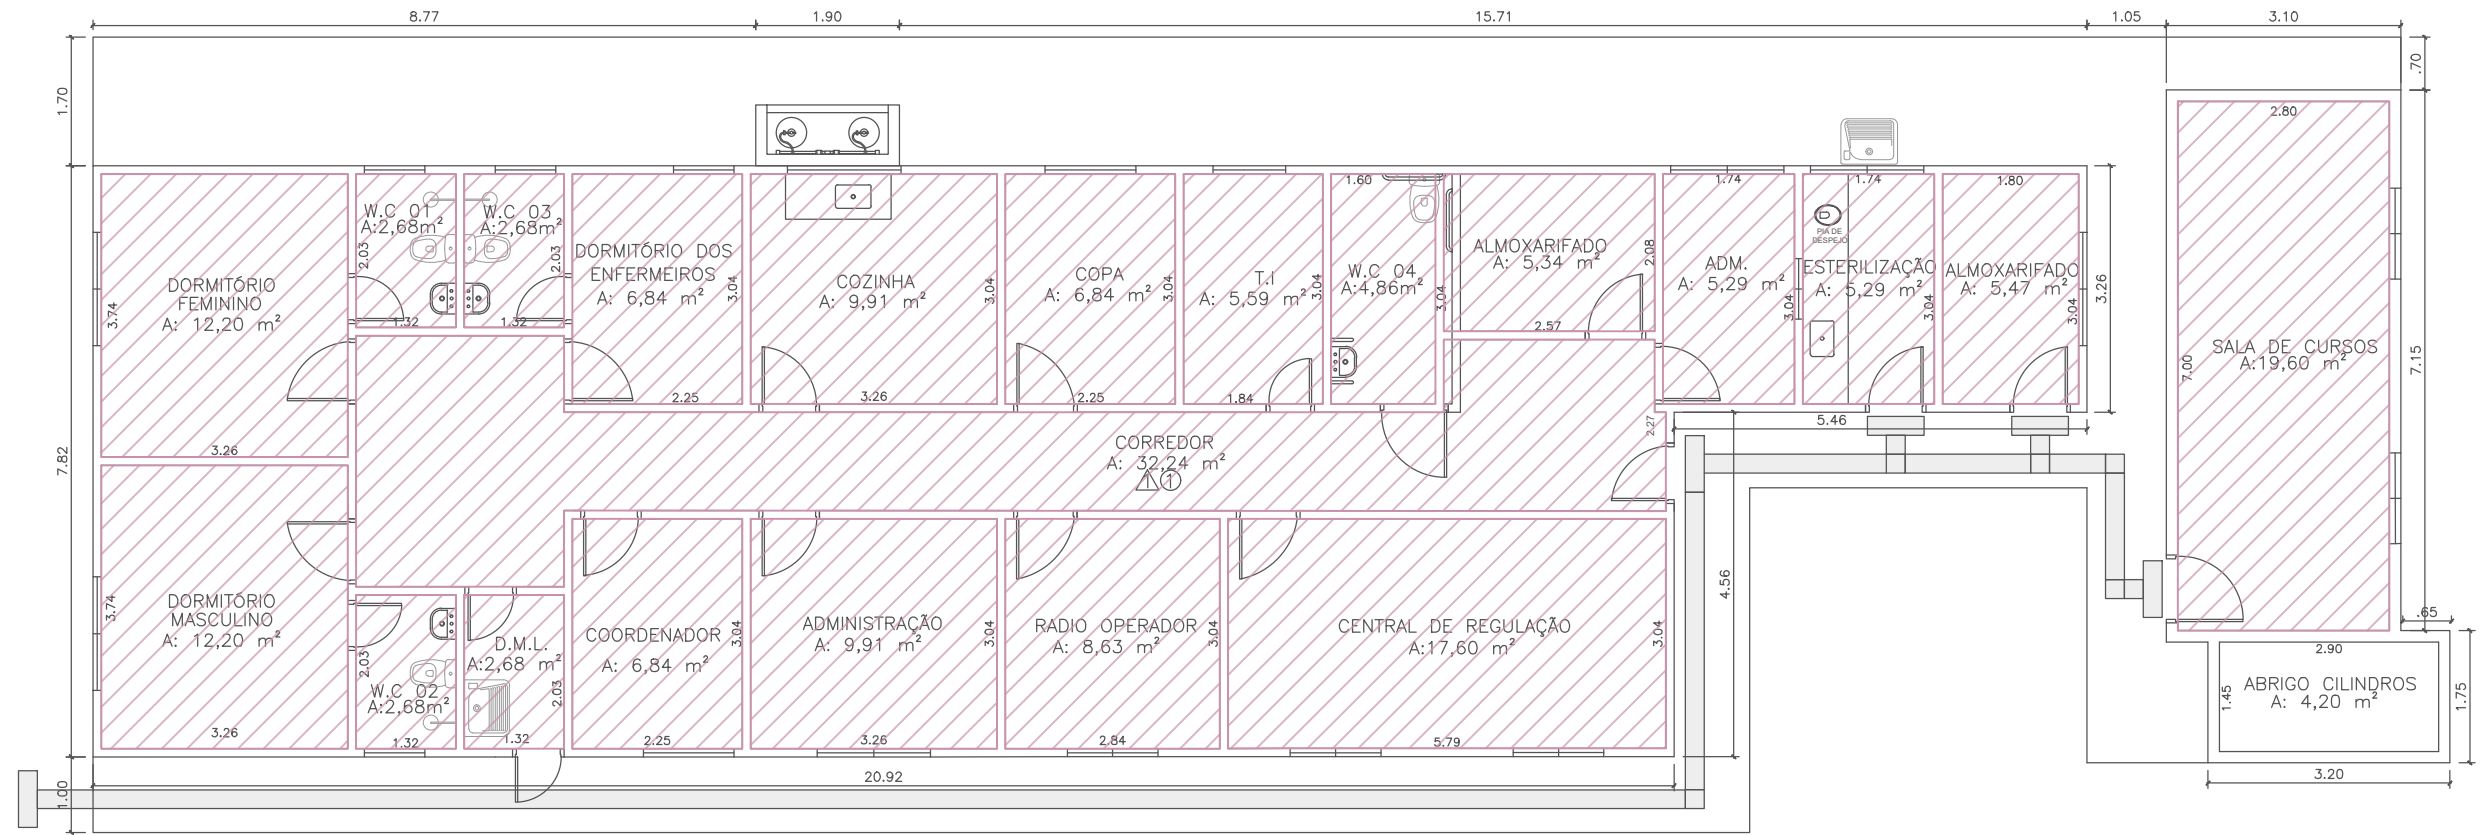 8.77
1.90
15.71
1.05
3.10
1.70
.70
2.80
DORMITÓRIO
FEMININO
A: 12,20 m²
3.74
3.26
W.C 01
A:2,68m²
2.03
1.32
W.C 03
A:2,68m²
2.03
1.32
DORMITÓRIO DOS
ENFERMEIROS
A: 6,84 m²
3.04
2.25
COZINHA
A: 9,91 m²
3.04
3.26
COPA
A: 6,84 m²
3.04
2.25
T.I
A: 5,59 m²
3.04
1.84
1.60
W.C 04
A:4,86m²
3.04
ALMOXARIFADO
A: 5,34 m²
2.08
2.57
1.74
ADM.
A: 5,29 m²
3.04
1.74
PIA DE
DESPEJO
ESTERILIZAÇÃO
A: 5,29 m²
3.04
1.80
ALMOXARIFADO
A: 5,47 m²
3.04
3.26
SALA DE CURSOS
A:19,60 m²
7.00
7.15
7.82
CORREDOR
A: 32,24 m²
1 1
2.27
5.46
4.56
DORMITÓRIO
MASCULINO
A: 12,20 m²
3.74
3.26
W.C 02
A:2,68m²
2.03
1.32
D.M.L.
A:2,68 m²
2.03
1.32
COORDENADOR
A: 6,84 m²
3.04
2.25
ADMINISTRAÇÃO
A: 9,91 m²
3.04
3.26
RADIO OPERADOR
A: 8,63 m²
3.04
2.84
CENTRAL DE REGULAÇÃO
A:17,60 m²
3.04
5.79
.65
2.90
ABRIGO CILINDROS
A: 4,20 m²
1.45
1.75
3.20
20.92
1.00